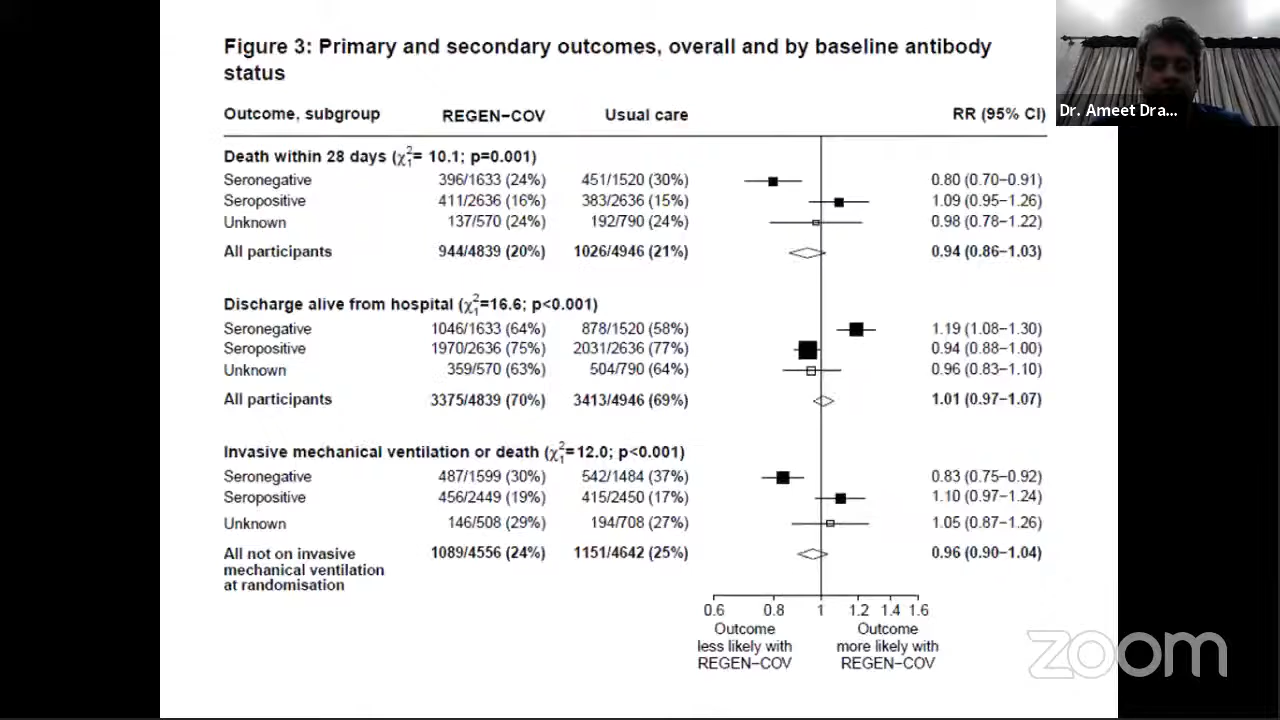 Figure 3: Primary and secondary outcomes, overall and by baseline antibody
status
Dr. Ameet Dra...
Outcome, subgroup REGEN−COV Usual care RR (95% CI)
Death within 28 days (χ²₁= 10.1; p=0.001)
Seronegative 396/1633 (24%) 451/1520 (30%) 0.80 (0.70−0.91)
Seropositive 411/2636 (16%) 383/2636 (15%) 1.09 (0.95−1.26)
Unknown 137/570 (24%) 192/790 (24%) 0.98 (0.78−1.22)
All participants 944/4839 (20%) 1026/4946 (21%) 0.94 (0.86−1.03)
Discharge alive from hospital (χ²₁=16.6; p<0.001)
Seronegative 1046/1633 (64%) 878/1520 (58%) 1.19 (1.08−1.30)
Seropositive 1970/2636 (75%) 2031/2636 (77%) 0.94 (0.88−1.00)
Unknown 359/570 (63%) 504/790 (64%) 0.96 (0.83−1.10)
All participants 3375/4839 (70%) 3413/4946 (69%) 1.01 (0.97−1.07)
Invasive mechanical ventilation or death (χ²₁=12.0; p<0.001)
Seronegative 487/1599 (30%) 542/1484 (37%) 0.83 (0.75−0.92)
Seropositive 456/2449 (19%) 415/2450 (17%) 1.10 (0.97−1.24)
Unknown 146/508 (29%) 194/708 (27%) 1.05 (0.87−1.26)
All not on invasive 1089/4556 (24%) 1151/4642 (25%) 0.96 (0.90−1.04)
mechanical ventilation
at randomisation
0.6 0.8 1 1.2 1.4 1.6
Outcome Outcome
less likely with more likely with
REGEN−COV REGEN−COV
zoom